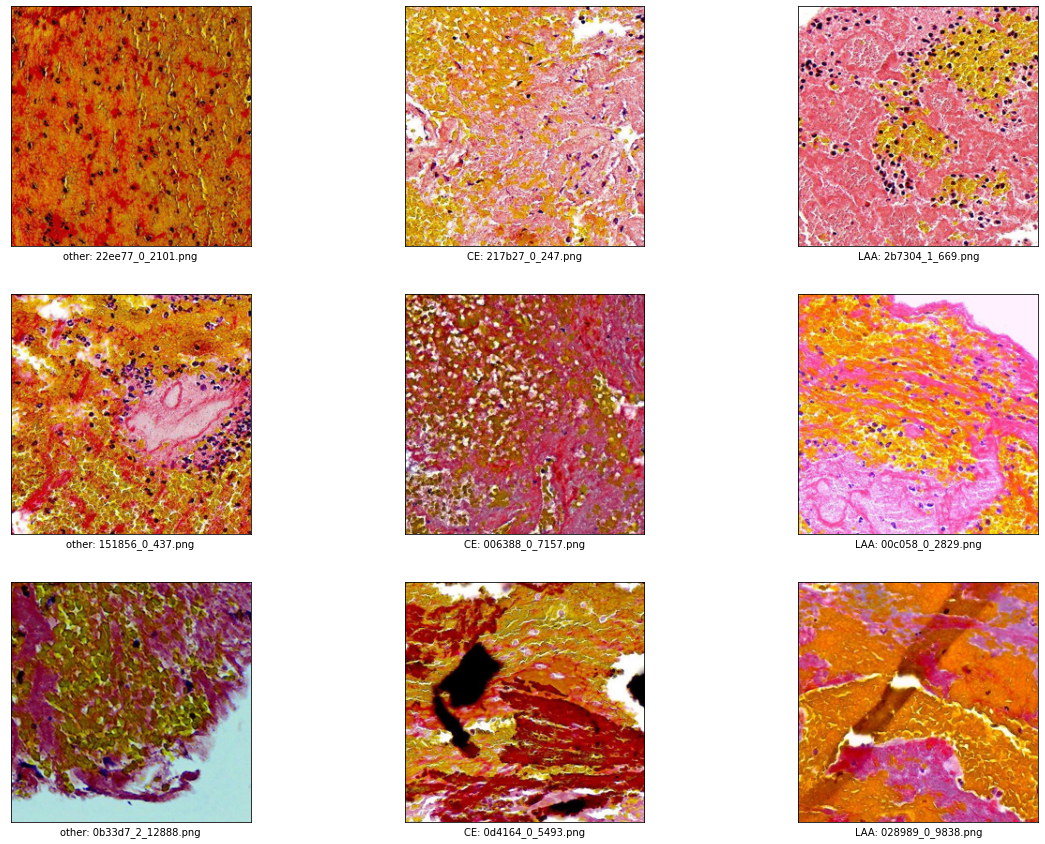 other: 22ee77_0_2101.png
CE: 217b27_0_247.png
LAA: 2b7304_1_669.png
other: 151856_0_437.png
CE: 006388_0_7157.png
LAA: 00c058_0_2829.png
other: 0b33d7_2_12888.png
CE: 0d4164_0_5493.png
LAA: 028989_0_9838.png